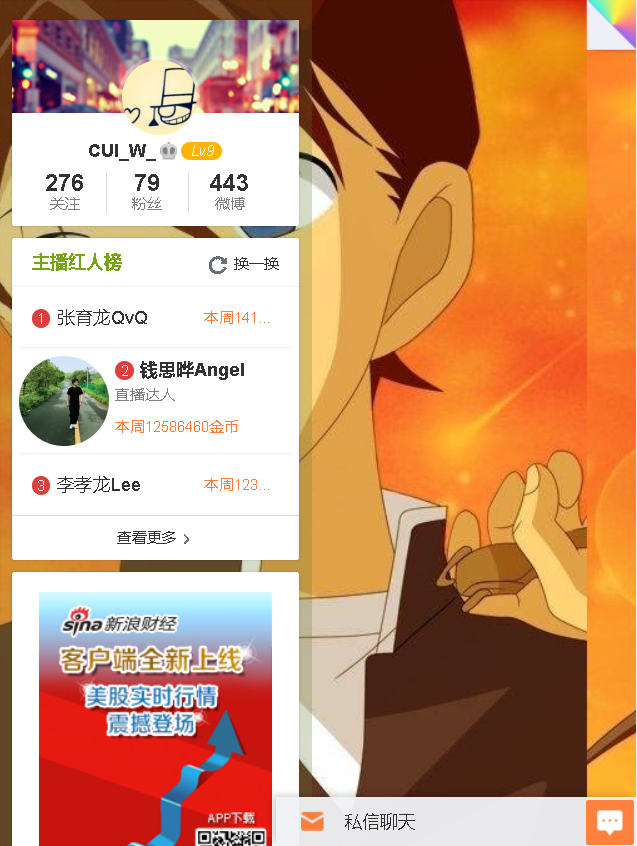 CUI_W_ Lv9
276 79 443
关注 粉丝 微博
主播红人榜 换一换
1 张育龙QvQ 本周141...
2 钱思晔Angel
直播达人
本周12586460金币
3 李孝龙Lee 本周123...
查看更多
sina 新浪财经
客户端全新上线
美股实时行情
震撼登场
APP下载
私信聊天